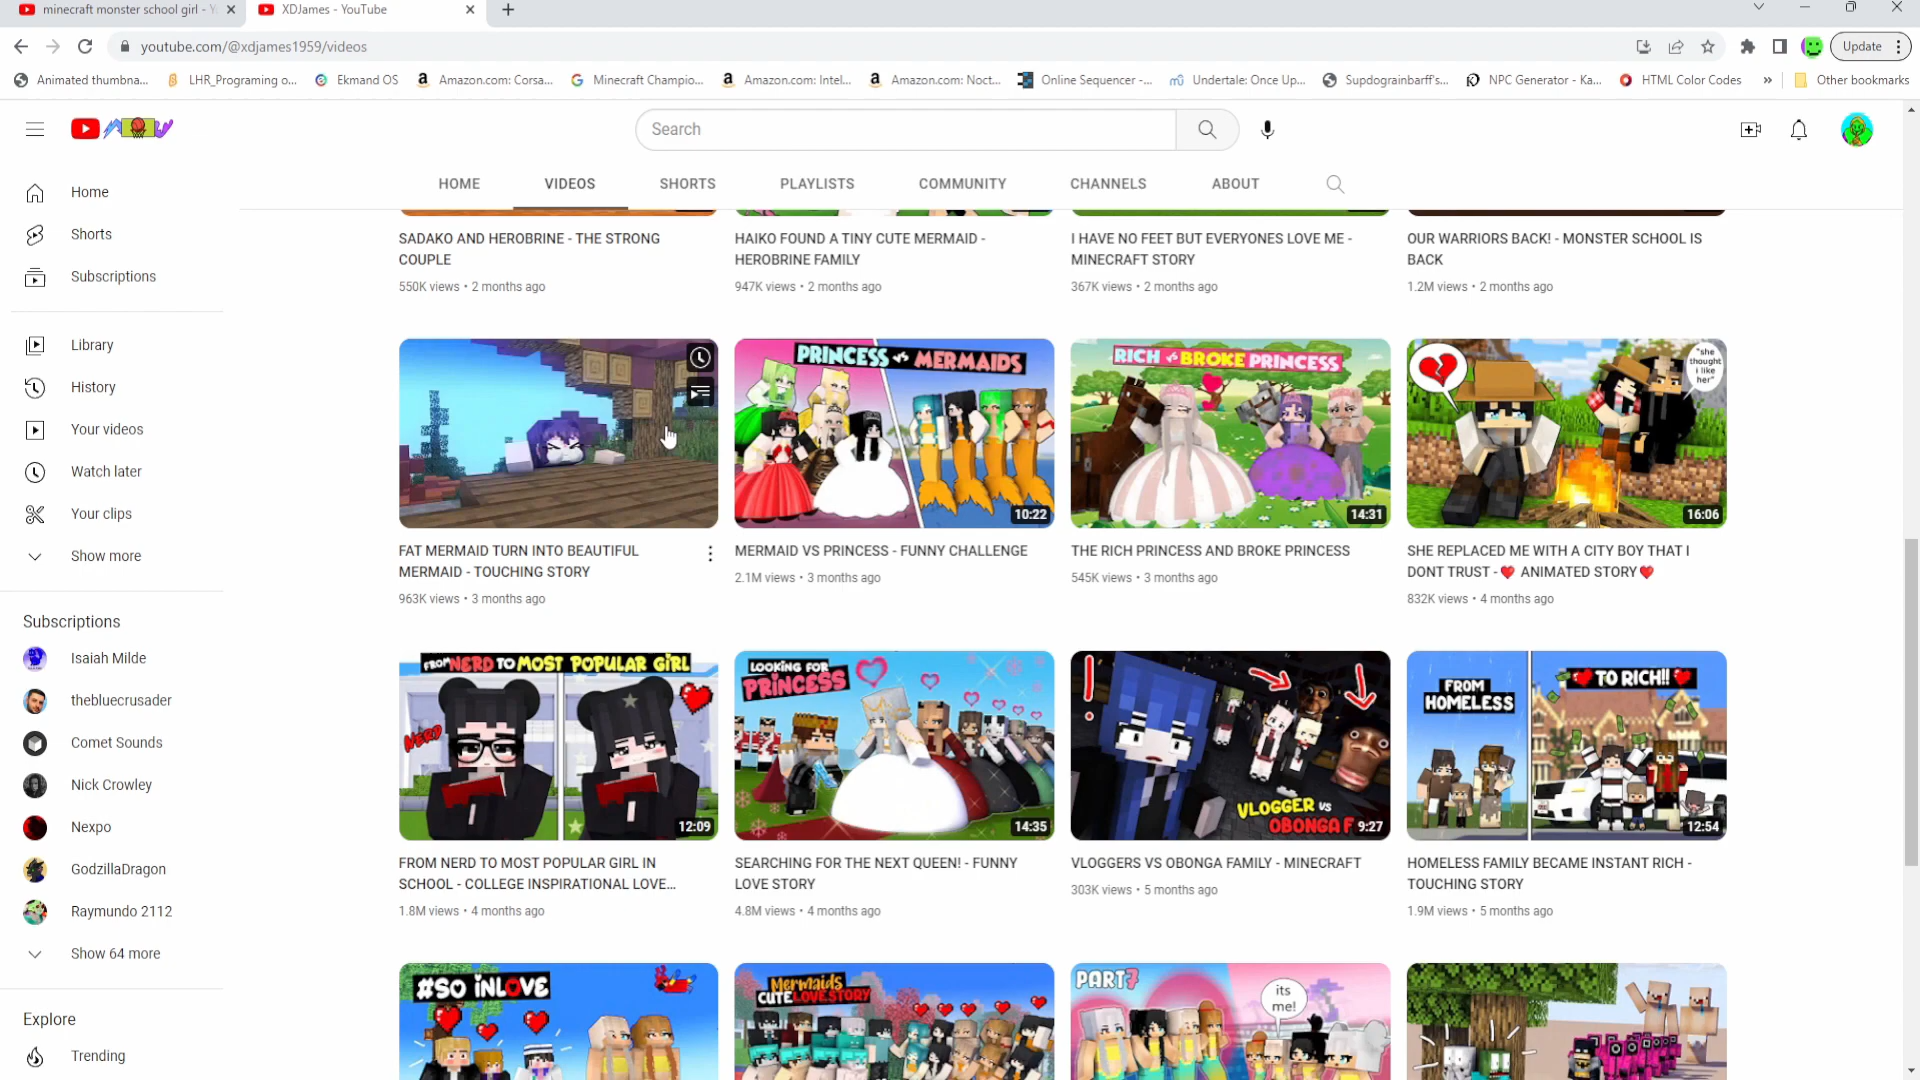 minecraft monster school girl - Y
XDJames - YouTube
youtube.com/@xdjames1959/videos
Update
Animated thumbna...
LHR_Programing o...
Ekmand OS
Amazon.com: Corsa...
Minecraft Champio...
Amazon.com: Intel...
Amazon.com: Noct...
Online Sequencer -...
Undertale: Once Up...
Supdograinbarff's...
NPC Generator - Ka...
HTML Color Codes
»
Other bookmarks
Search
HOME
VIDEOS
SHORTS
PLAYLISTS
COMMUNITY
CHANNELS
ABOUT
Home
Shorts
Subscriptions
Library
History
Your videos
Watch later
Your clips
Show more
Subscriptions
Isaiah Milde
thebluecrusader
Comet Sounds
Nick Crowley
Nexpo
GodzillaDragon
Raymundo 2112
Show 64 more
Explore
Trending
SADAKO AND HEROBRINE - THE STRONG
COUPLE
550K views • 2 months ago
HAIKO FOUND A TINY CUTE MERMAID -
HEROBRINE FAMILY
947K views • 2 months ago
I HAVE NO FEET BUT EVERYONES LOVE ME -
MINECRAFT STORY
367K views • 2 months ago
OUR WARRIORS BACK! - MONSTER SCHOOL IS
BACK
1.2M views • 2 months ago
FAT MERMAID TURN INTO BEAUTIFUL
MERMAID - TOUCHING STORY
963K views • 3 months ago
PRINCESS vs MERMAIDS
10:22
MERMAID VS PRINCESS - FUNNY CHALLENGE
2.1M views • 3 months ago
RICH vs BROKE PRINCESS
14:31
THE RICH PRINCESS AND BROKE PRINCESS
545K views • 3 months ago
"she
thought
i like
her"
16:06
SHE REPLACED ME WITH A CITY BOY THAT I
DONT TRUST -❤️ ANIMATED STORY❤️
832K views • 4 months ago
FROM NERD TO MOST POPULAR GIRL
NERD
12:09
FROM NERD TO MOST POPULAR GIRL IN
SCHOOL - COLLEGE INSPIRATIONAL LOVE...
1.8M views • 4 months ago
LOOKING FOR
PRINCESS
14:35
SEARCHING FOR THE NEXT QUEEN! - FUNNY
LOVE STORY
4.8M views • 4 months ago
VLOGGER vs
OBONGA F
9:27
VLOGGERS VS OBONGA FAMILY - MINECRAFT
303K views • 5 months ago
FROM
HOMELESS
TO RICH!!
12:54
HOMELESS FAMILY BECAME INSTANT RICH -
TOUCHING STORY
1.9M views • 5 months ago
#SO INLOVE
Mermaids
CUTE LOVE STORY
PART7
its
me!